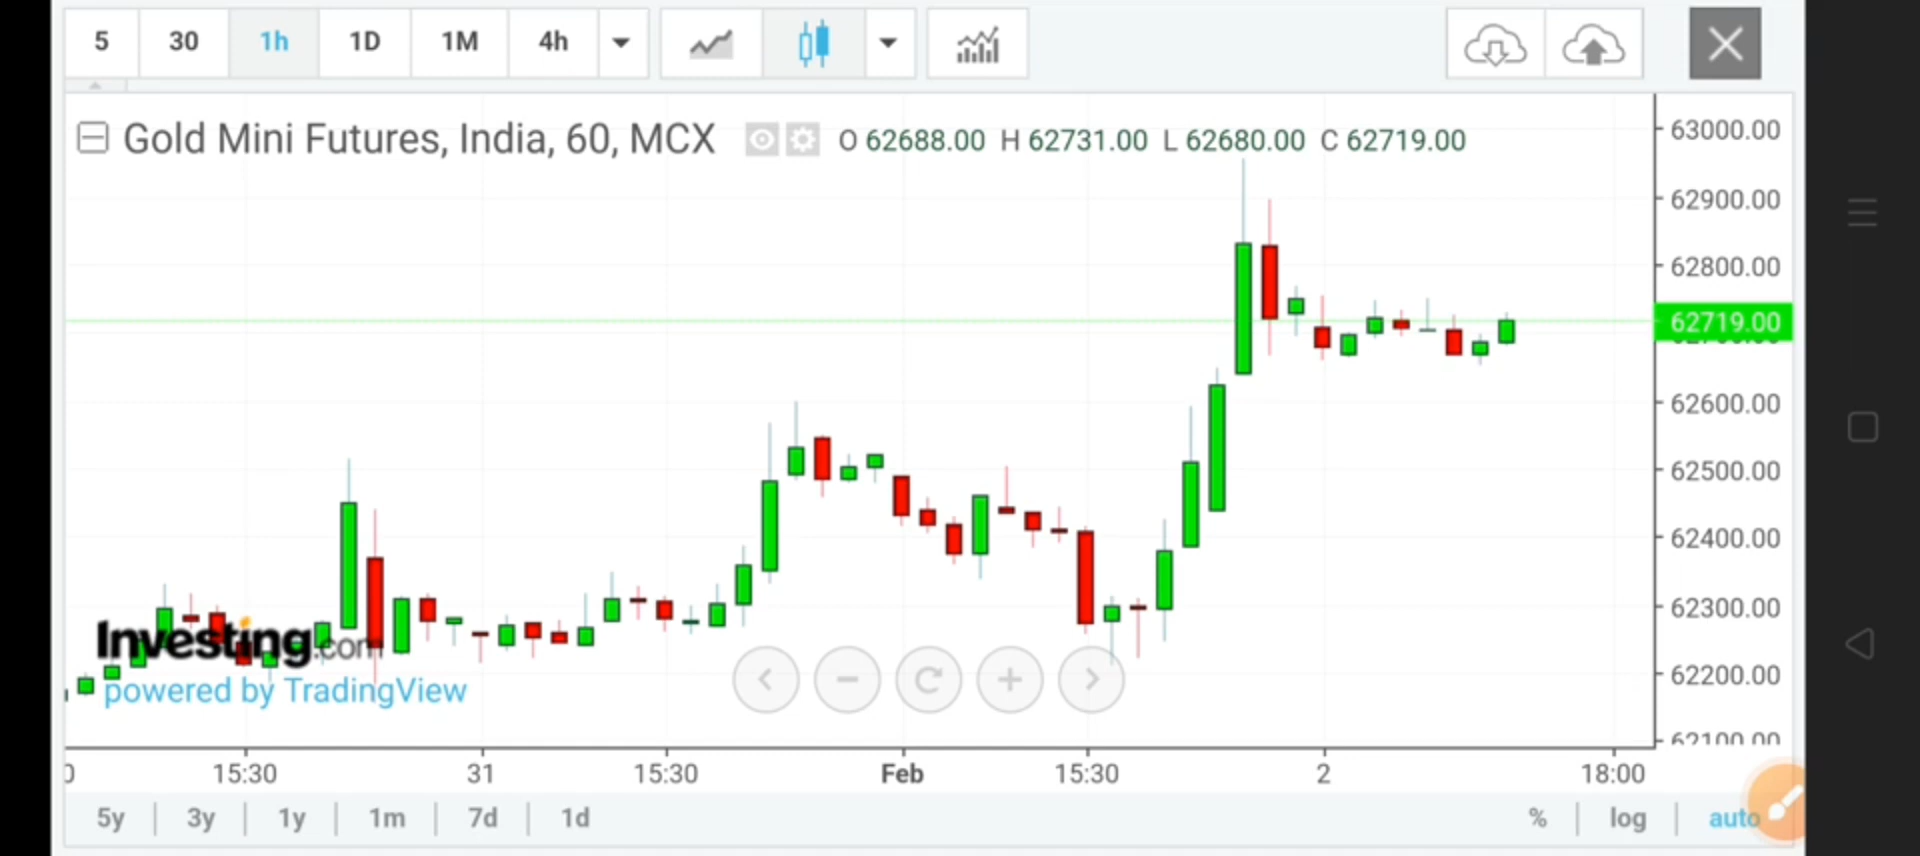 5 30 1h 1D 1M 4h
Gold Mini Futures, India, 60, MCX O 62688.00 H 62731.00 L 62680.00 C 62719.00
63000.00
62900.00
62800.00
62719.00
62600.00
62500.00
62400.00
62300.00
62200.00
62100.00
Investing.com
powered by TradingView
0 15:30 31 15:30 Feb 15:30 2 18:00
5y 3y 1y 1m 7d 1d % log auto